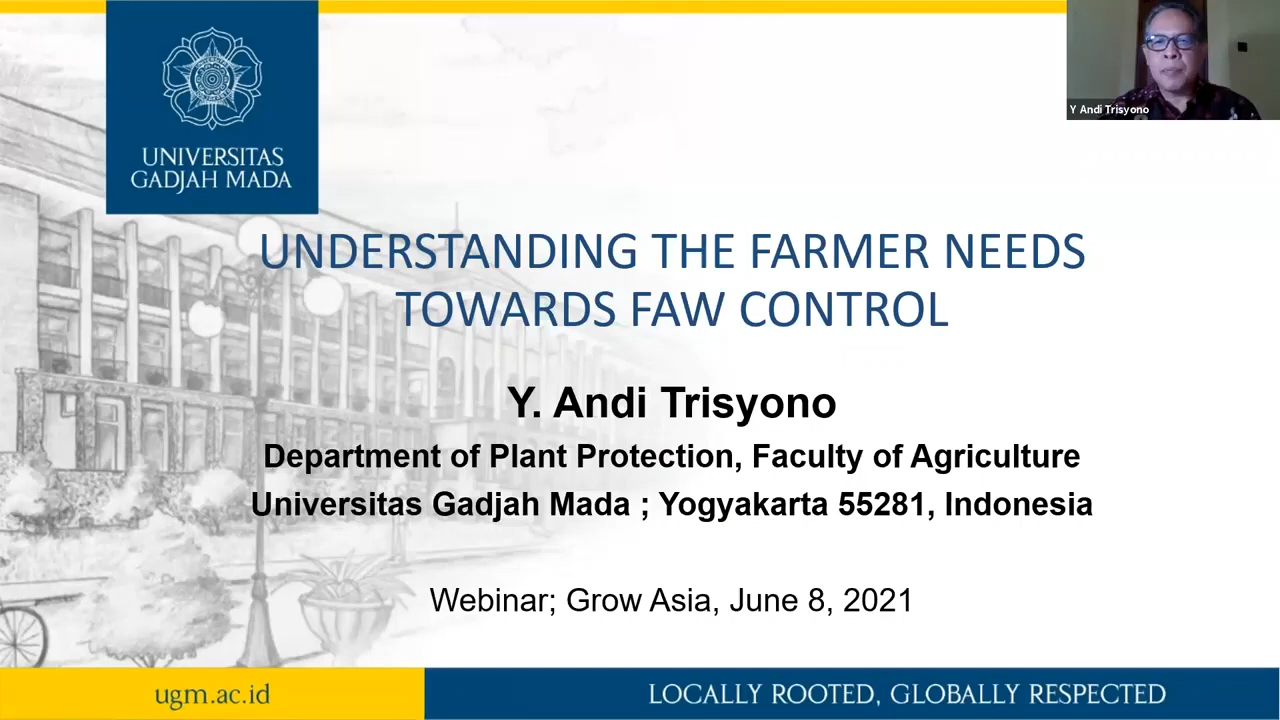 UNIVERSITAS
GADJAH MADA
Y Andi Trisyono
UNDERSTANDING THE FARMER NEEDS
TOWARDS FAW CONTROL
Y. Andi Trisyono
Department of Plant Protection, Faculty of Agriculture
Universitas Gadjah Mada ; Yogyakarta 55281, Indonesia
Webinar; Grow Asia, June 8, 2021
ugm.ac.id
LOCALLY ROOTED, GLOBALLY RESPECTED